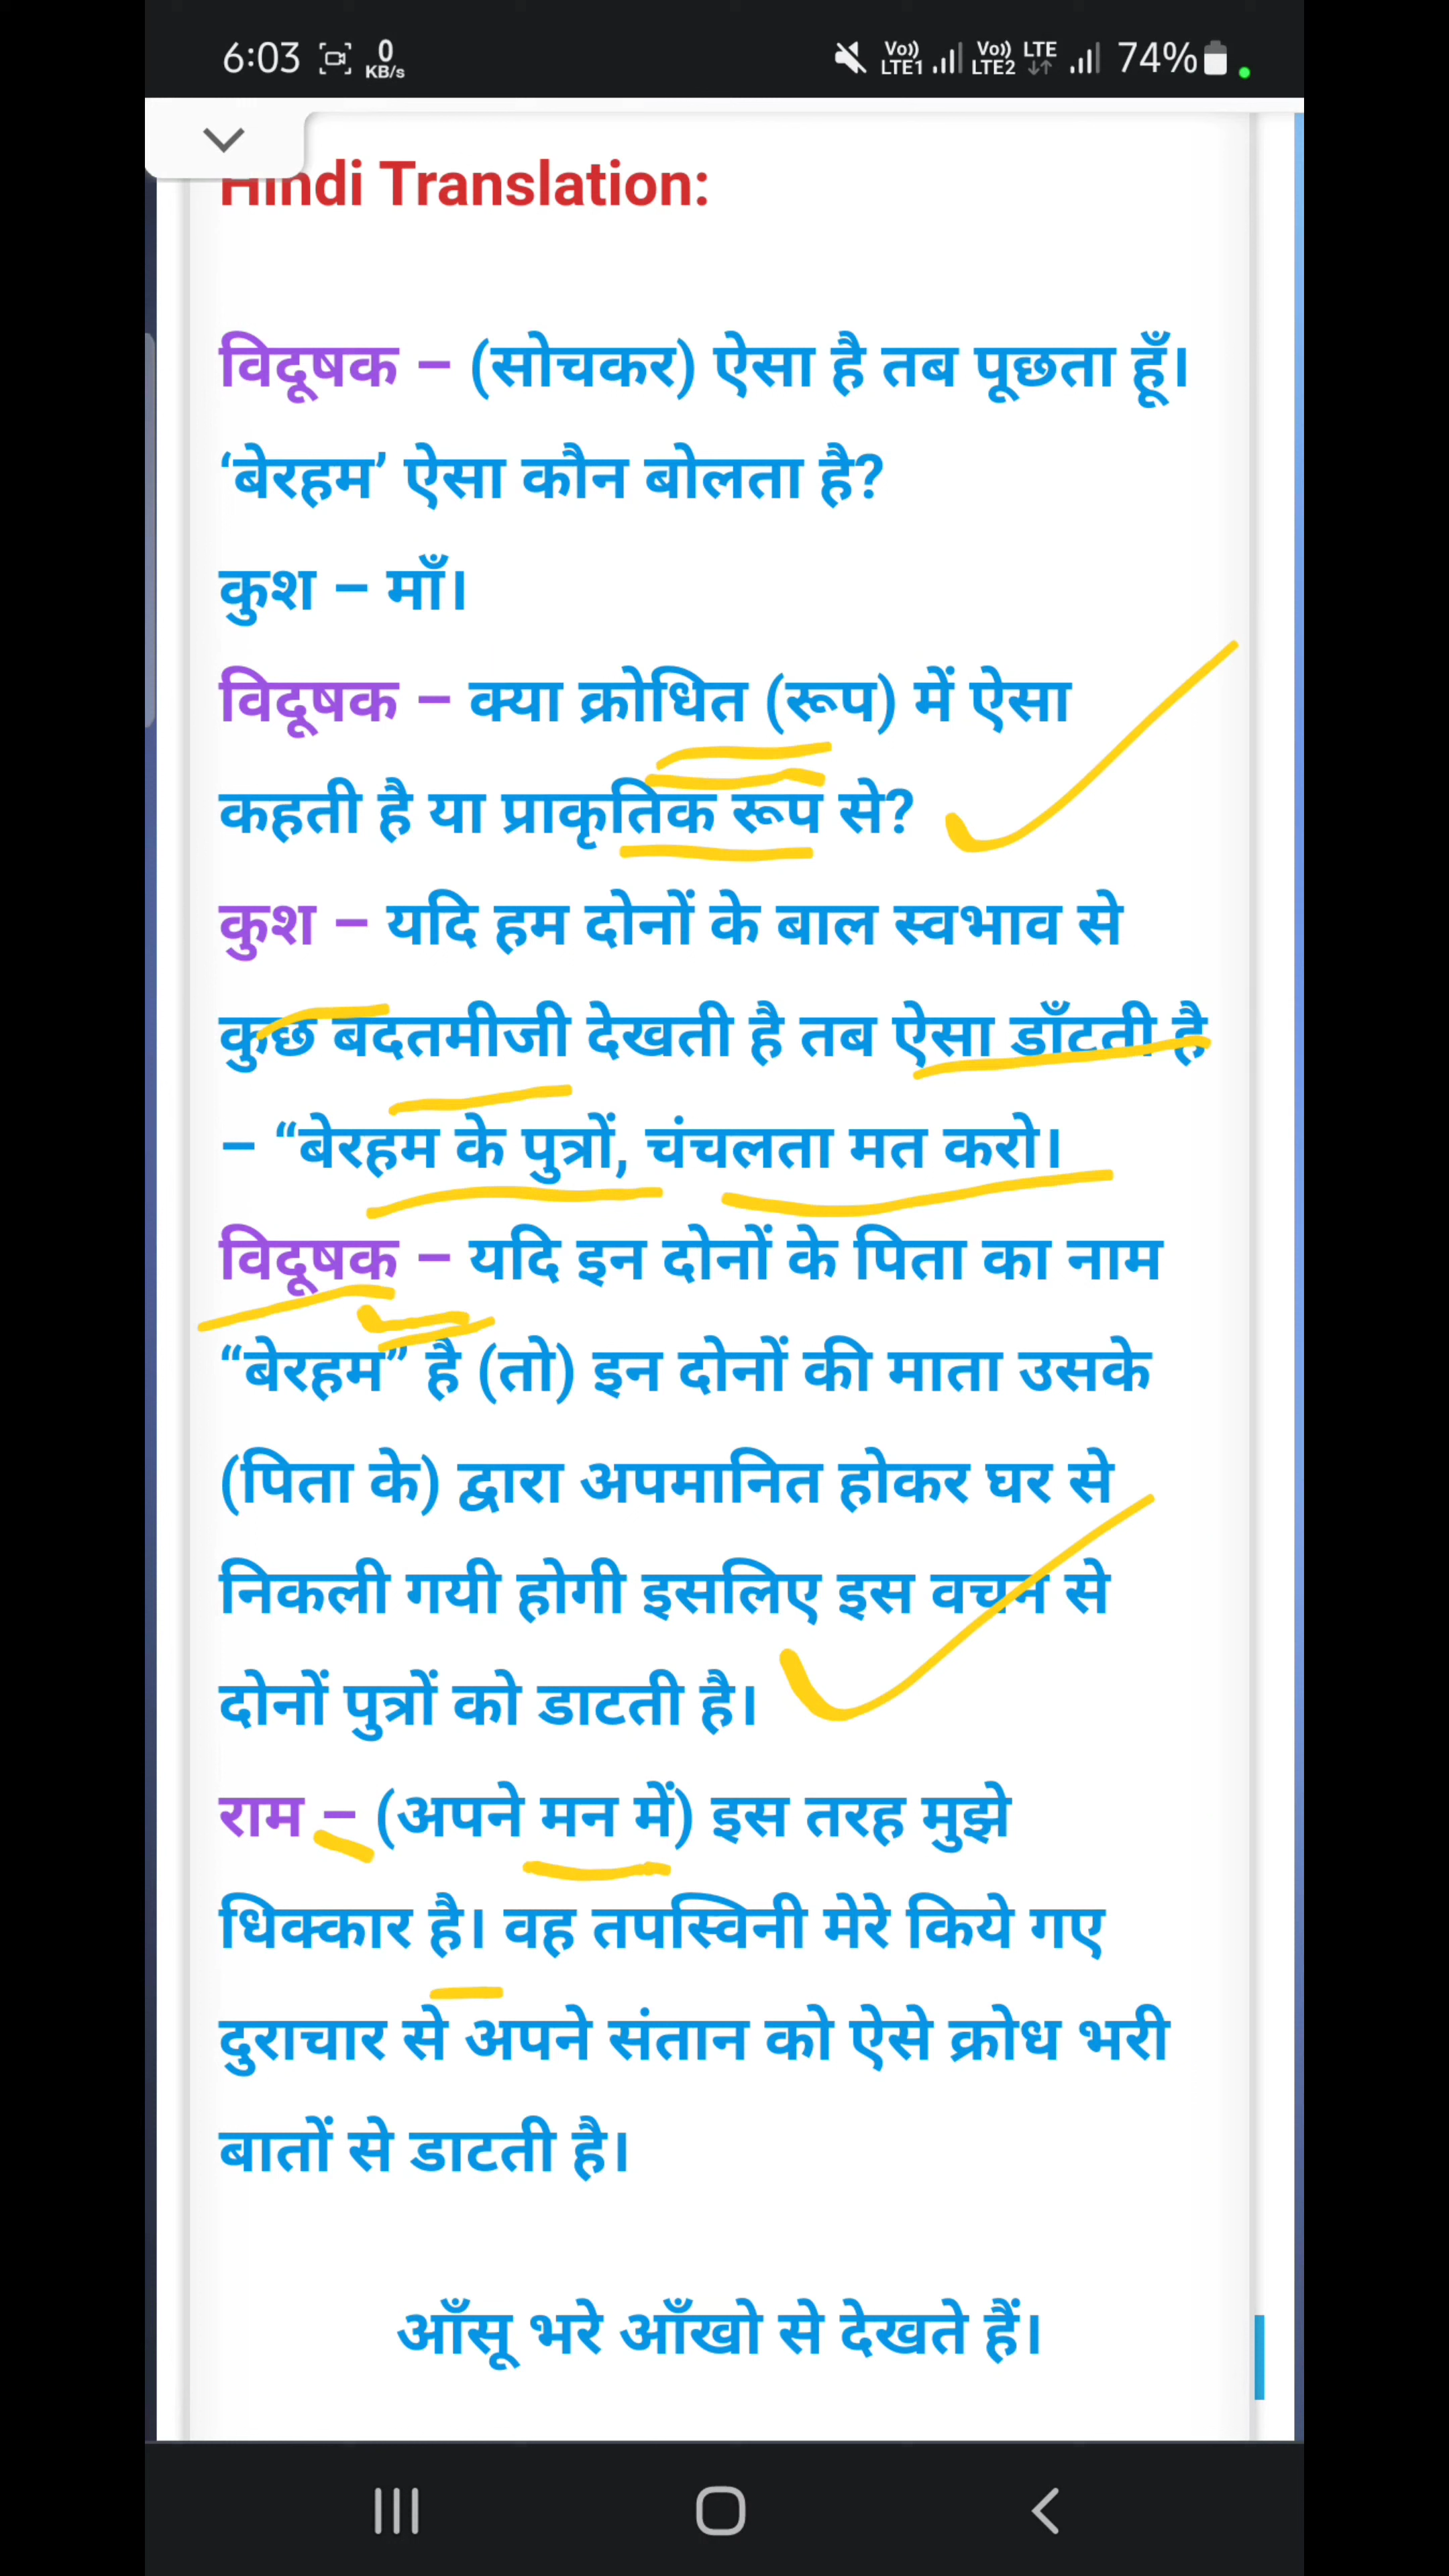 6:03 0 KB/s Vo)) LTE1 Vo)) LTE2 LTE 74%
Hindi Translation:
विदूषक – (सोचकर) ऐसा है तब पूछता हूँ।
‘बेरहम’ ऐसा कौन बोलता है?
कुश – माँ।
विदूषक – क्या क्रोधित (रूप) में ऐसा
कहती है या प्राकृतिक रूप से?
कुश – यदि हम दोनों के बाल स्वभाव से
कुछ बदतमीजी देखती है तब ऐसा डाँटती है
– “बेरहम के पुत्रों, चंचलता मत करो।
विदूषक – यदि इन दोनों के पिता का नाम
“बेरहम” है (तो) इन दोनों की माता उसके
(पिता के) द्वारा अपमानित होकर घर से
निकली गयी होगी इसलिए इस वचन से
दोनों पुत्रों को डाटती है।
राम – (अपने मन में) इस तरह मुझे
धिक्कार है। वह तपस्विनी मेरे किये गए
दुराचार से अपने संतान को ऐसे क्रोध भरी
बातों से डाटती है।
आँसू भरे आँखो से देखते हैं।